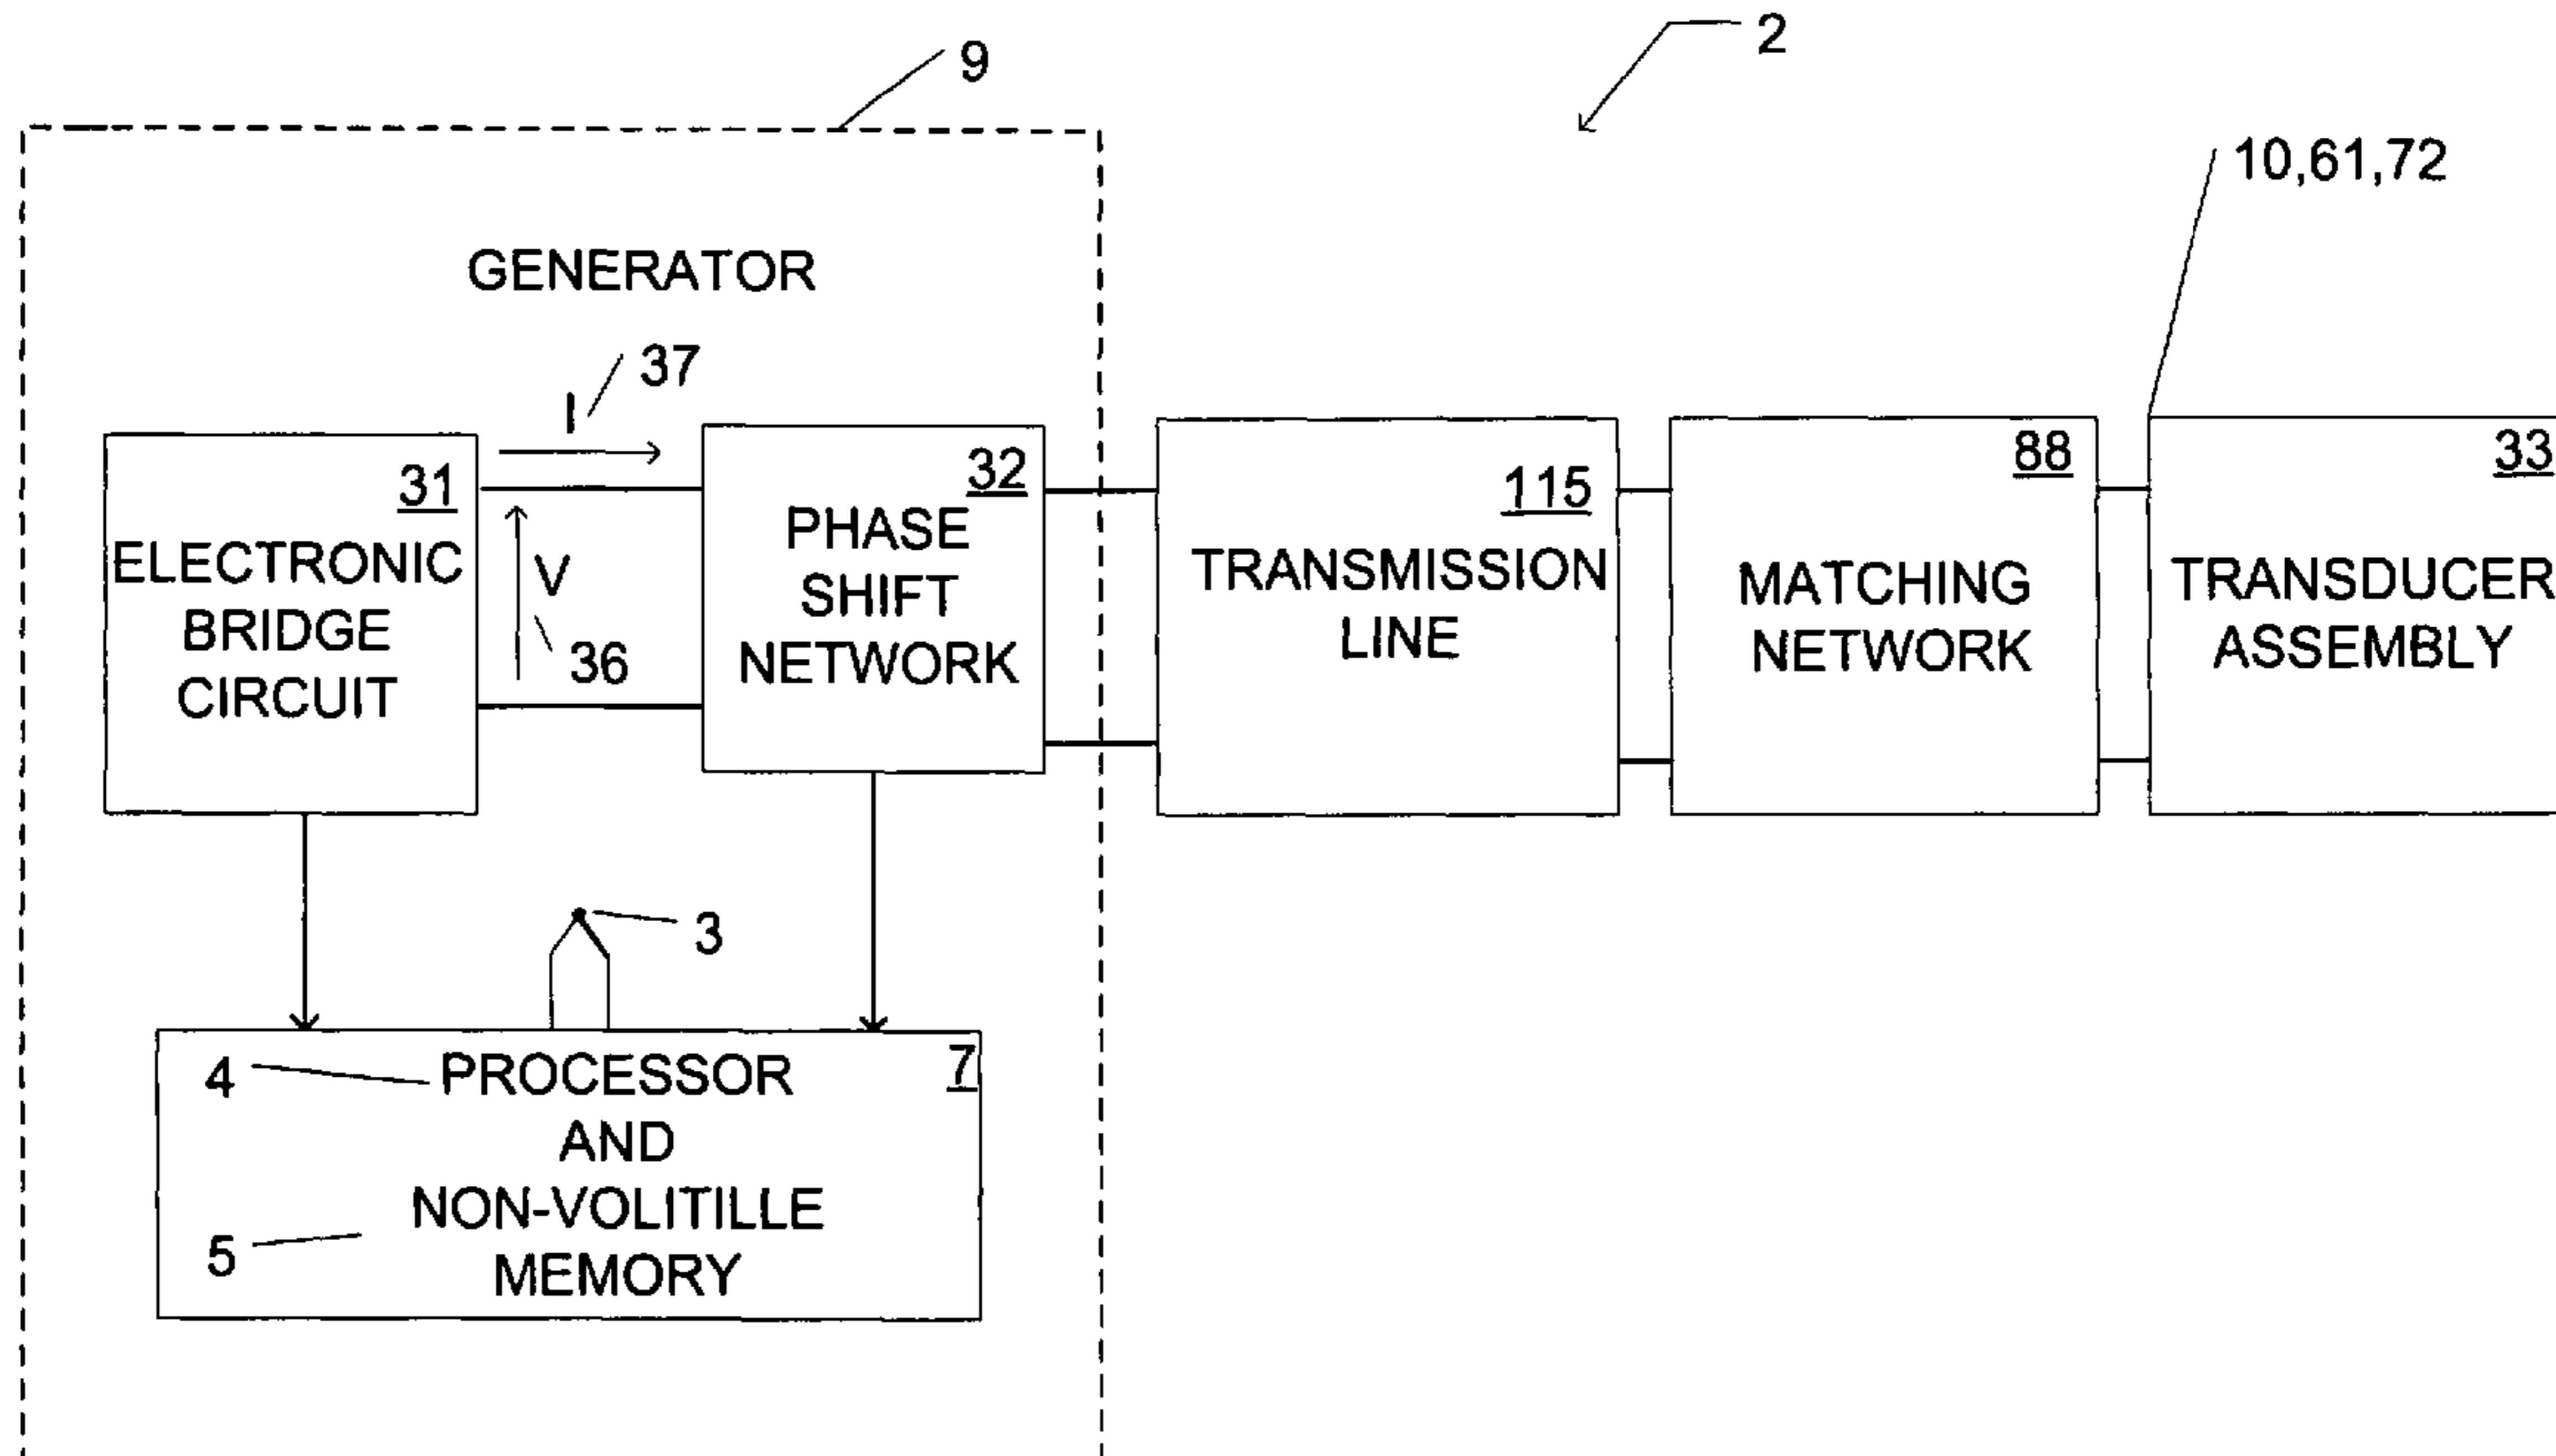 2
9
10,61,72
GENERATOR
37
I
31
ELECTRONIC
BRIDGE
CIRCUIT
V
36
32
PHASE
SHIFT
NETWORK
115
TRANSMISSION
LINE
88
MATCHING
NETWORK
33
TRANSDUCER
ASSEMBLY
3
7
4
PROCESSOR
AND
NON-VOLITILLE
MEMORY
5